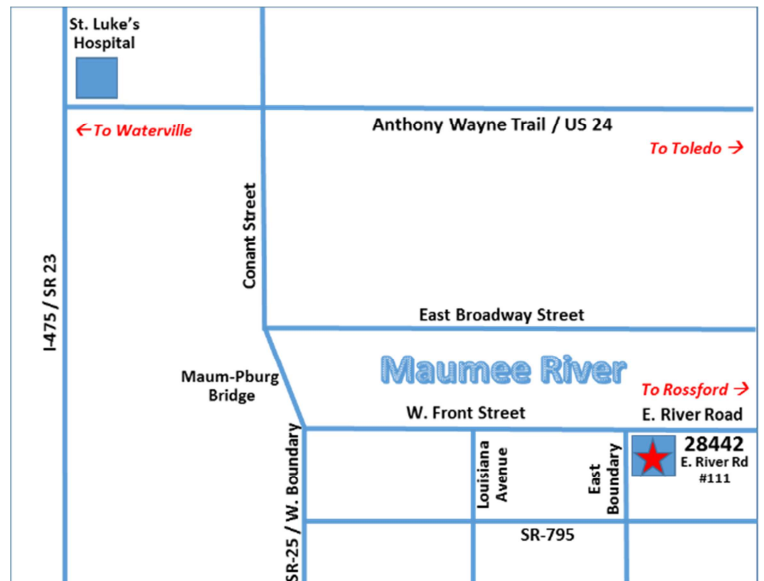 St. Luke's
Hospital
←To Waterville
Anthony Wayne Trail / US 24
To Toledo →
Conant Street
I-475 / SR 23
East Broadway Street
Maum-Pburg
Bridge
Maumee River
To Rossford →
W. Front Street
E. River Road
SR-25 / W. Boundary
Louisiana
Avenue
East
Boundary
28442
E. River Rd
#111
SR-795